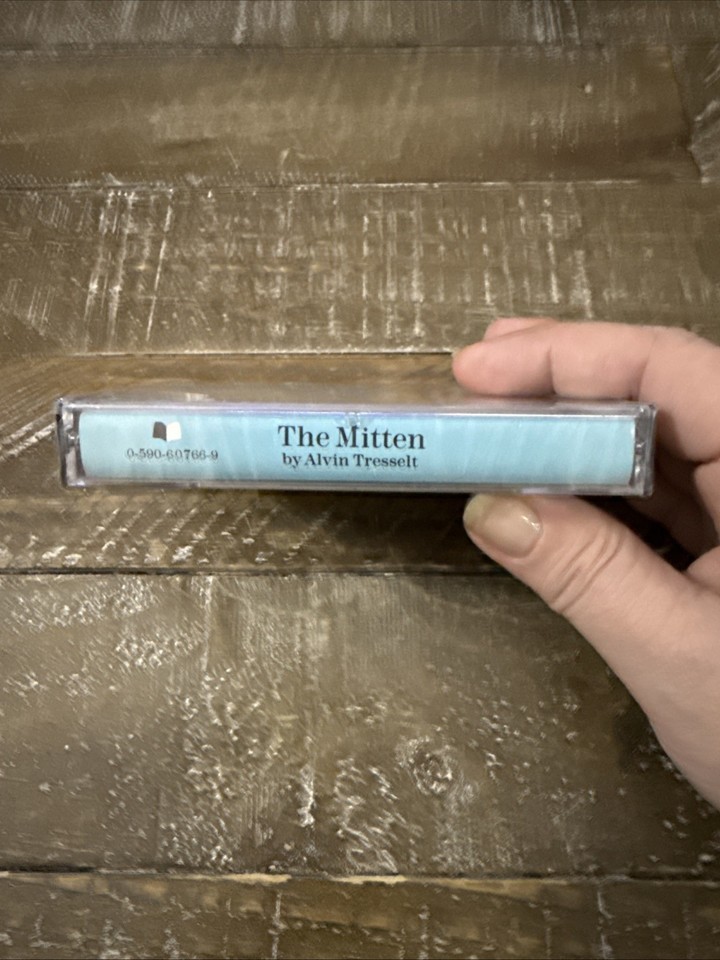 The Mitten
by Alvin Tresselt
0-590-60766-9